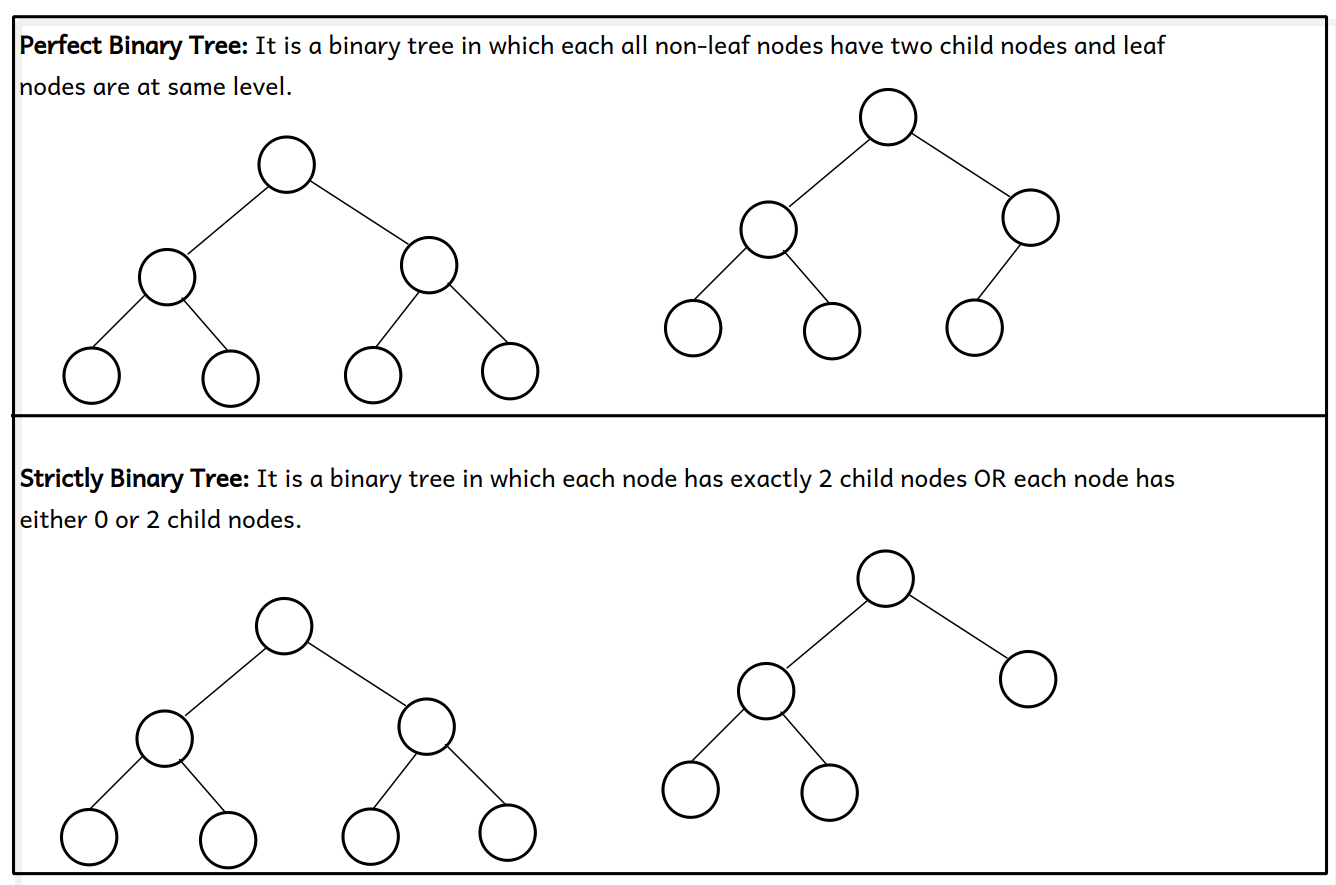 Perfect Binary Tree: It is a binary tree in which each all non-leaf nodes have two child nodes and leaf
nodes are at same level.
Strictly Binary Tree: It is a binary tree in which each node has exactly 2 child nodes OR each node has
either 0 or 2 child nodes.